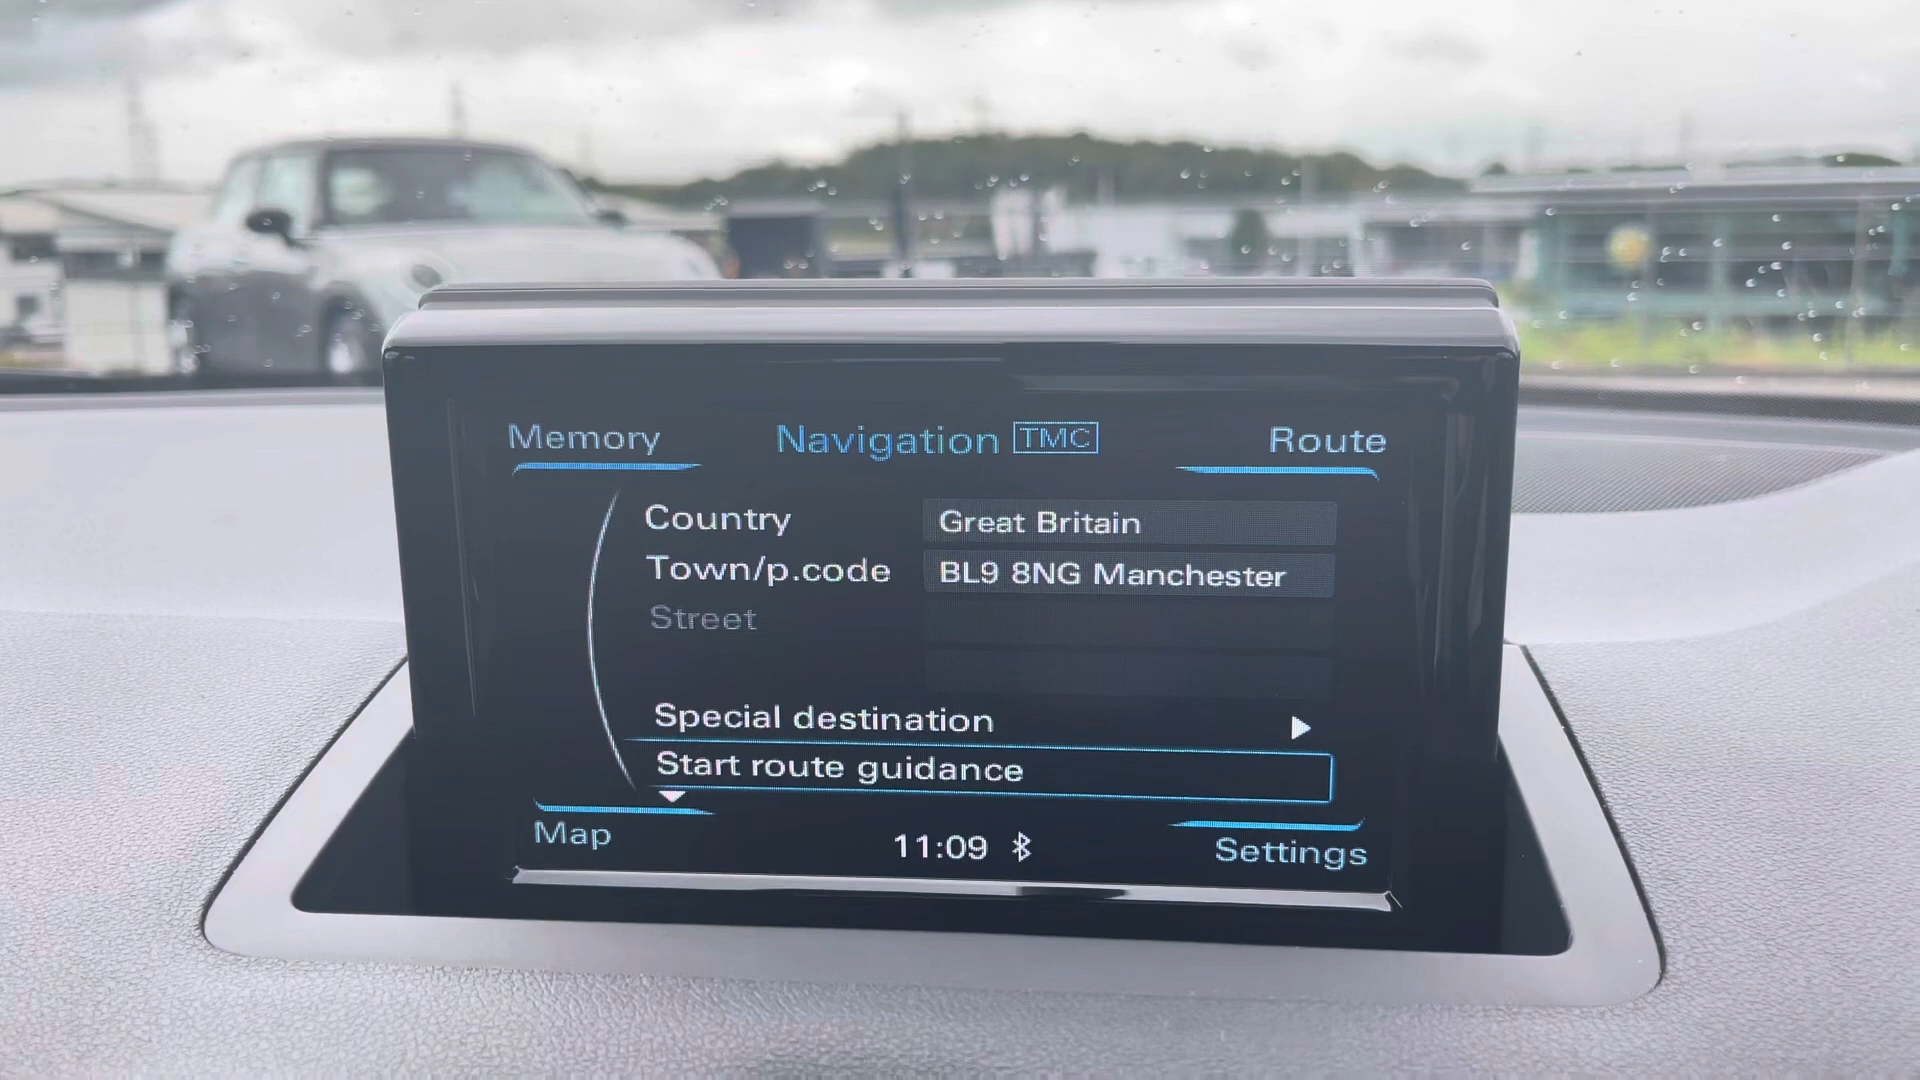 Memory Navigation TMC Route
Country Great Britain
Town/p.code BL9 8NG Manchester
Street
Special destination
Start route guidance
Map 11:09 Settings